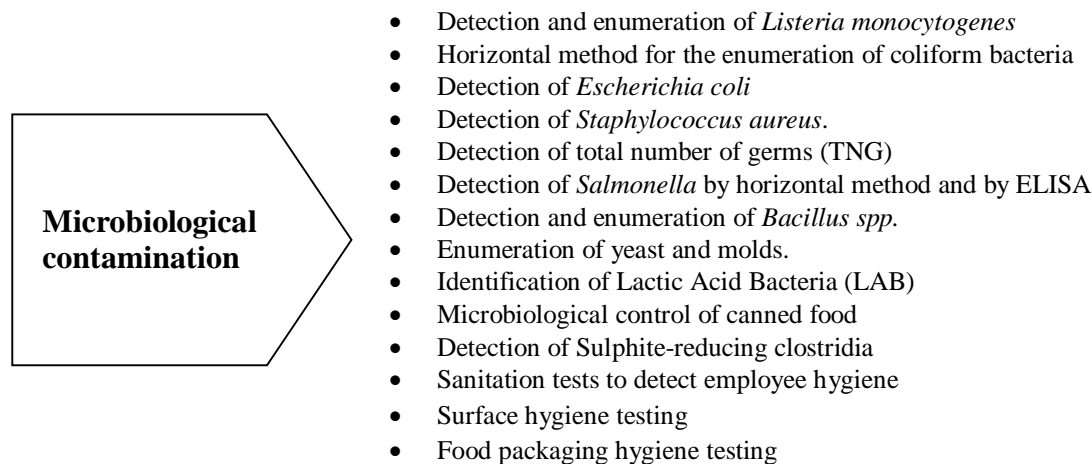 • Detection and enumeration of Listeria monocytogenes
• Horizontal method for the enumeration of coliform bacteria
• Detection of Escherichia coli
• Detection of Staphylococcus aureus.
• Detection of total number of germs (TNG)
• Detection of Salmonella by horizontal method and by ELISA
• Detection and enumeration of Bacillus spp.
• Enumeration of yeast and molds.
• Identification of Lactic Acid Bacteria (LAB)
• Microbiological control of canned food
• Detection of Sulphite-reducing clostridia
• Sanitation tests to detect employee hygiene
• Surface hygiene testing
• Food packaging hygiene testing
Microbiological
contamination